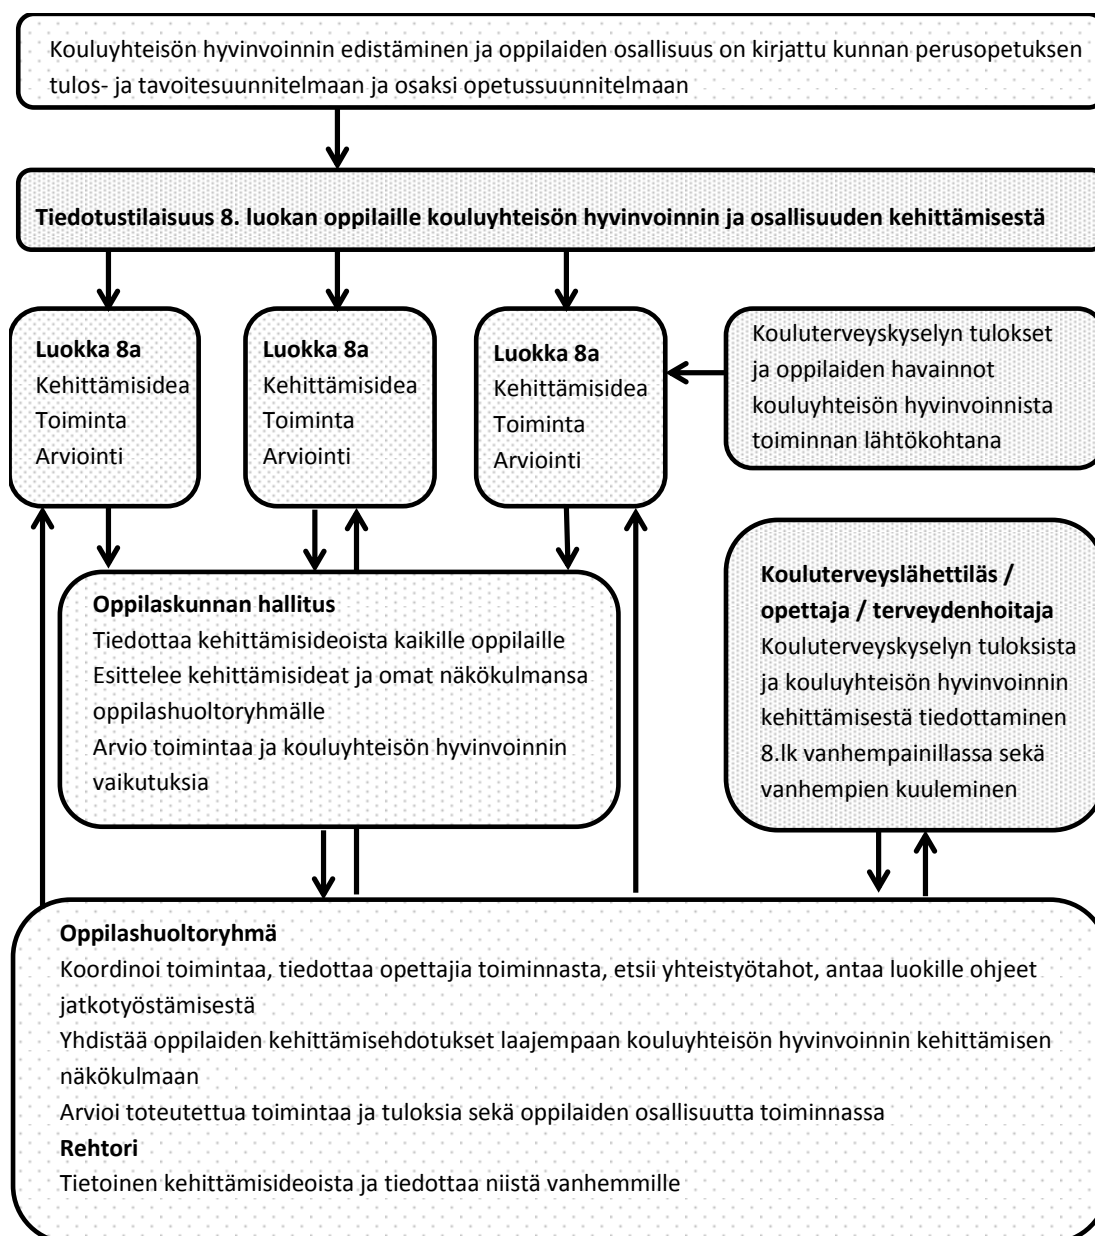 Kouluyhteisön hyvinvoinnin edistäminen ja oppilaiden osallisuus on kirjattu kunnan perusopetuksen
tulos- ja tavoitesuunnitelmaan ja osaksi opetussuunnitelmaan
Tiedotustilaisuus 8. luokan oppilaille kouluyhteisön hyvinvoinnin ja osallisuuden kehittämisestä
Luokka 8a
Kehittämisidea
Toiminta
Arviointi
Luokka 8a
Kehittämisidea
Toiminta
Arviointi
Luokka 8a
Kehittämisidea
Toiminta
Arviointi
Kouluterveyskyselyn tulokset
ja oppilaiden havainnot
kouluyhteisön hyvinvoinnista
toiminnan lähtökohtana
Oppilaskunnan hallitus
Tiedottaa kehittämisideoista kaikille oppilaille
Esittelee kehittämisideat ja omat näkökulmansa
oppilashuoltoryhmälle
Arvio toimintaa ja kouluyhteisön hyvinvoinnin
vaikutuksia
Kouluterveyslähettiläs /
opettaja / terveydenhoitaja
Kouluterveyskyselyn tuloksista
ja kouluyhteisön hyvinvoinnin
kehittämisestä tiedottaminen
8.lk vanhempainillassa sekä
vanhempien kuuleminen
Oppilashuoltoryhmä
Koordinoi toimintaa, tiedottaa opettajia toiminnasta, etsii yhteistyötahot, antaa luokille ohjeet
jatkotyöstämisestä
Yhdistää oppilaiden kehittämisehdotukset laajempaan kouluyhteisön hyvinvoinnin kehittämisen
näkökulmaan
Arvioi toteutettua toimintaa ja tuloksia sekä oppilaiden osallisuutta toiminnassa
Rehtori
Tietoinen kehittämisideoista ja tiedottaa niistä vanhemmille